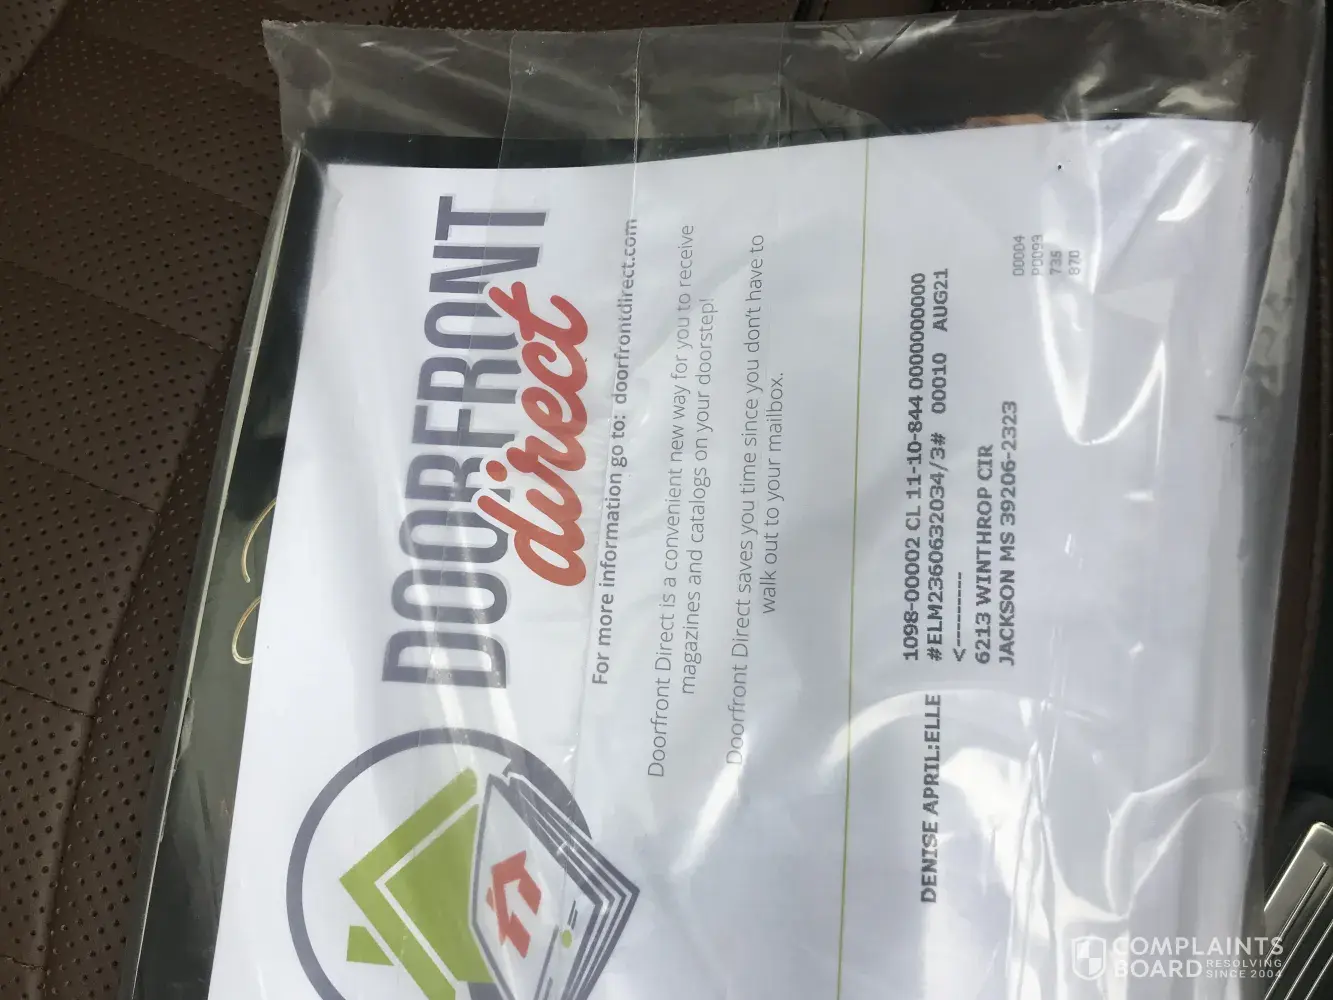 DOORFRONT
direct
For more information go to: doorfrontdirect.com
Doorfront Direct is a convenient new way for you to receive
magazines and catalogs on your doorstep!
Doorfront Direct saves you time since you don't have to
walk out to your mailbox.
1098-00002 CL 11-10-844 0000000000
DENISE APRIL:ELLE #ELM2360632034/3# 00010 AUG21
<---------
6213 WINTHROP CIR
JACKSON MS 39206-2323
00004
P0093
735
870
COMPLAINTS
BOARD RESOLVING
SINCE 2004